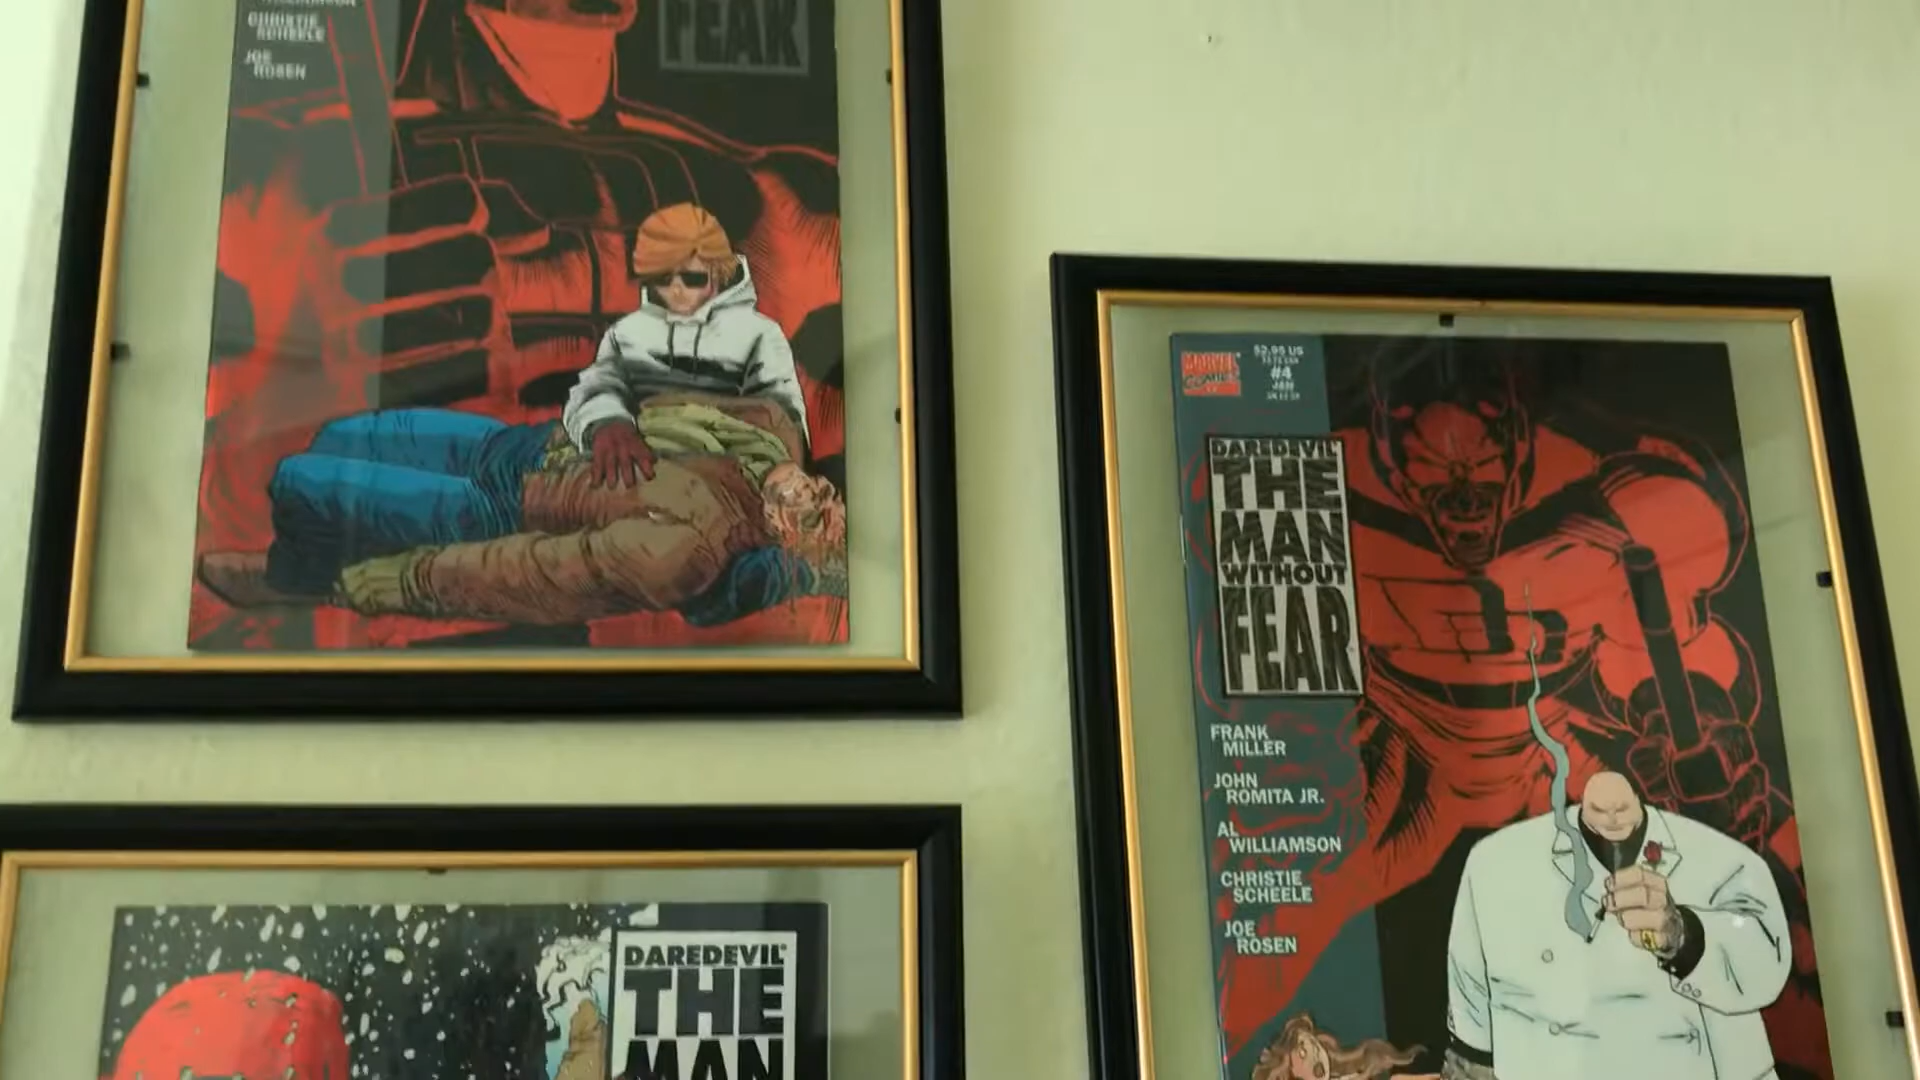 CHRISTIE
SCHEELE
JOE
ROSEN
FEAR
MARVEL
COMICS
$2.95 US
#4
JAN
DAREDEVIL
THE
MAN
WITHOUT
FEAR
FRANK
MILLER
JOHN
ROMITA JR.
AL
WILLIAMSON
CHRISTIE
SCHEELE
JOE
ROSEN
DAREDEVIL
THE
MAN